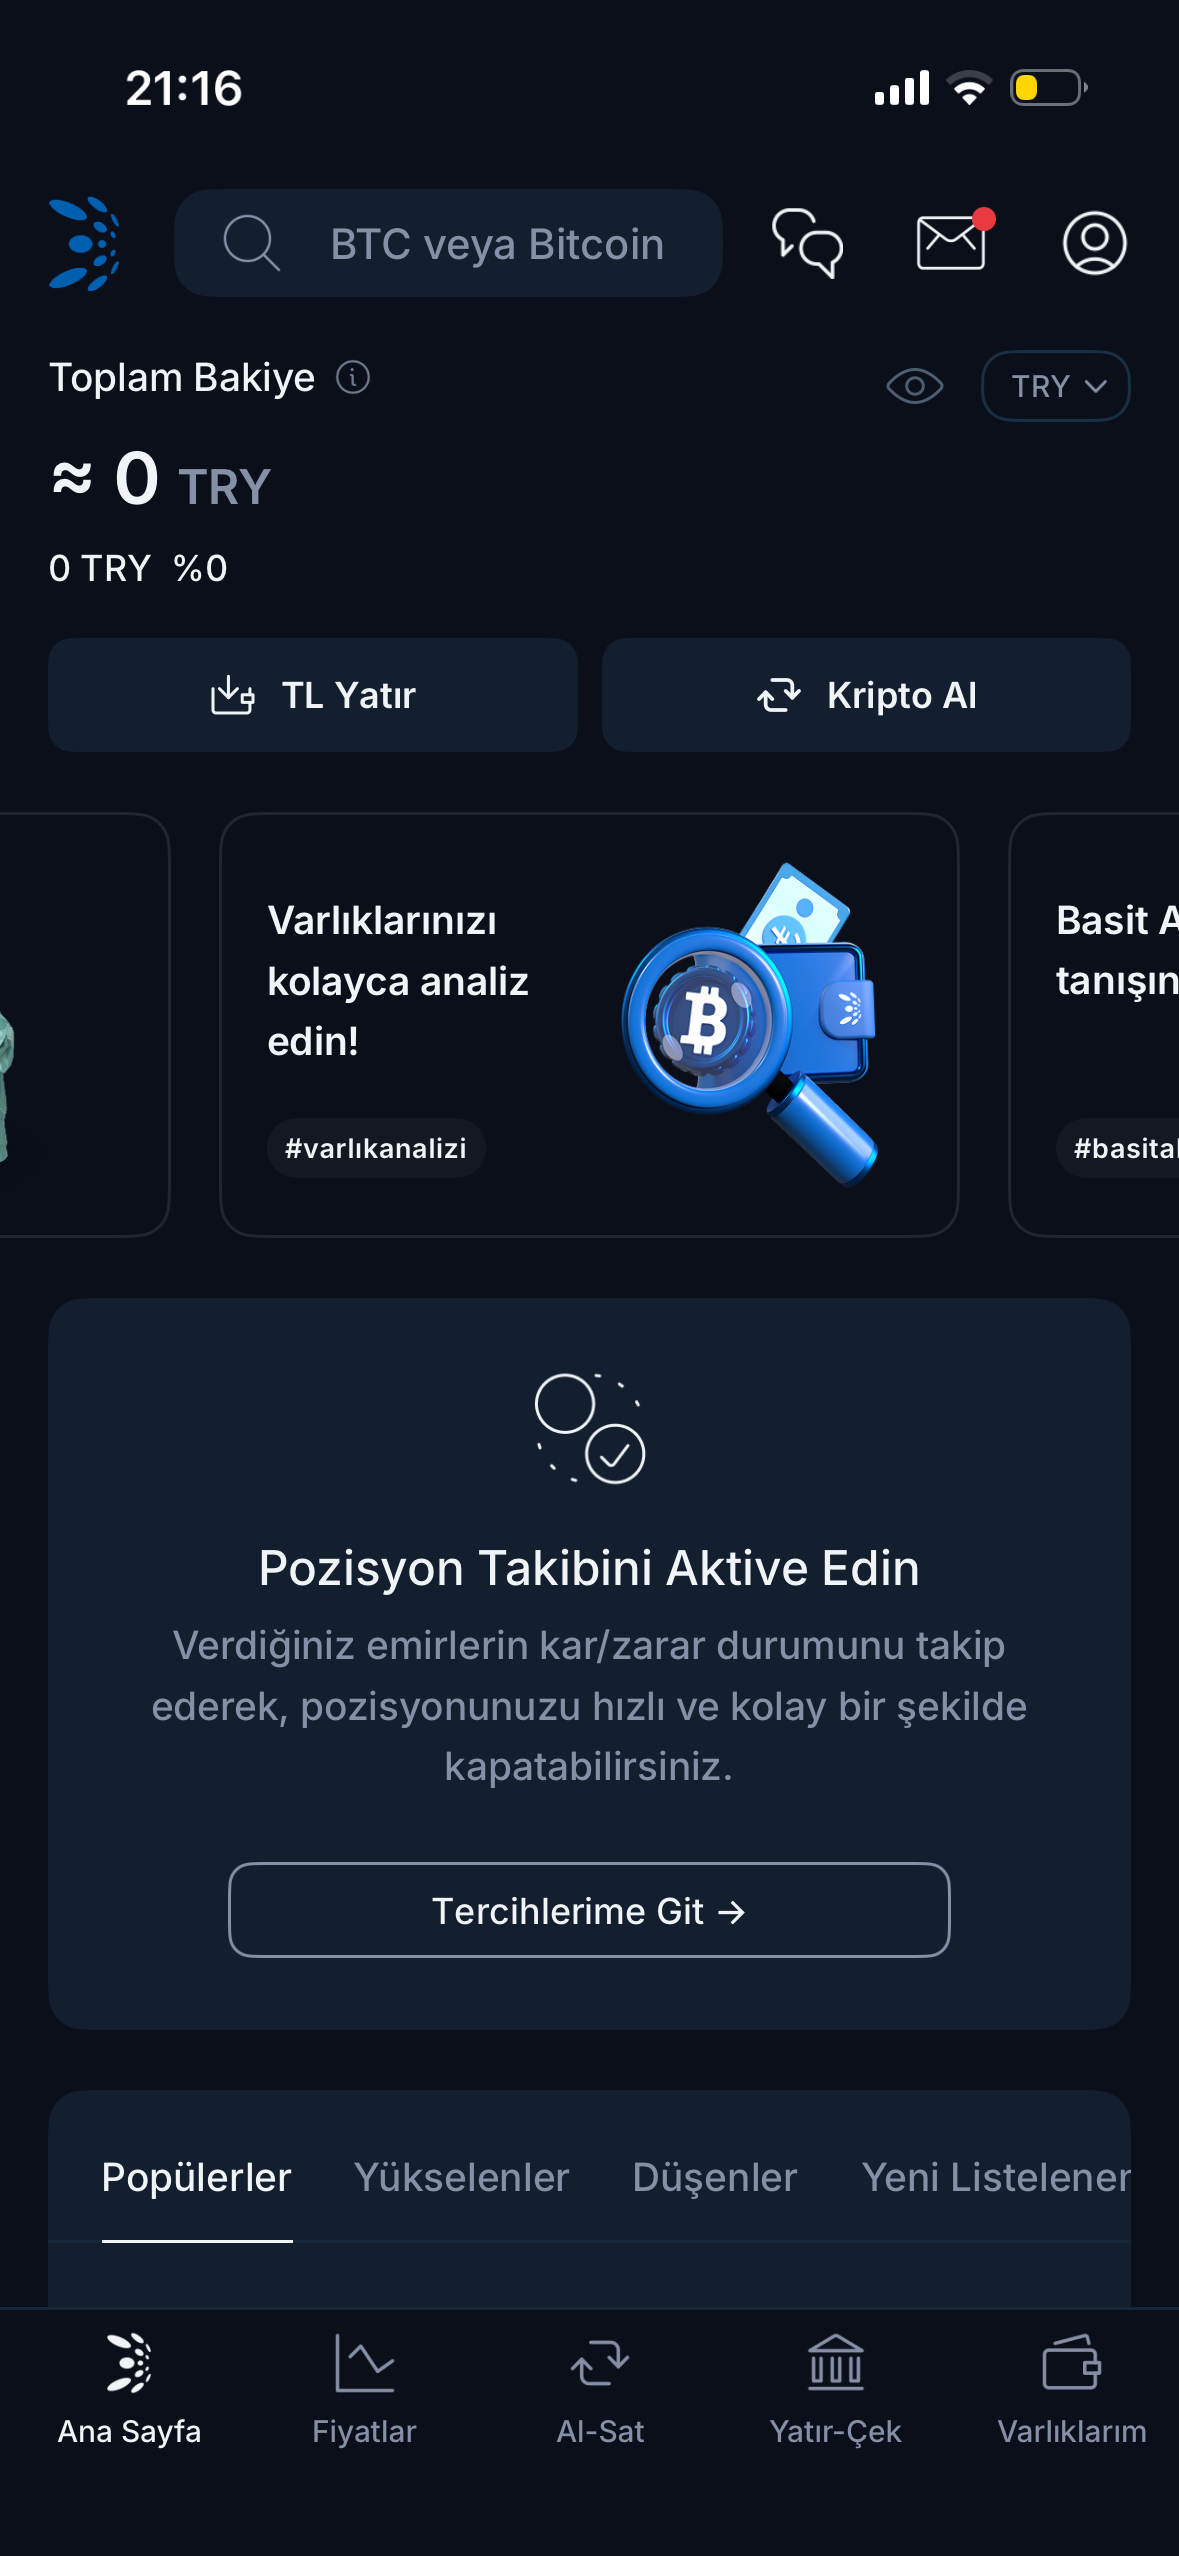 21:16
BTC veya Bitcoin
Toplam Bakiye
TRY
≈ 0 TRY
0 TRY %0
TL Yatır
Kripto Al
Varlıklarınızı
kolayca analiz
edin!
#varlıkanalizi
Basit A
tanışın
#basital
Pozisyon Takibini Aktive Edin
Verdiğiniz emirlerin kar/zarar durumunu takip
ederek, pozisyonunuzu hızlı ve kolay bir şekilde
kapatabilirsiniz.
Tercihlerime Git →
Popülerler Yükselenler Düşenler Yeni Listelenen
Ana Sayfa Fiyatlar Al-Sat Yatır-Çek Varlıklarım